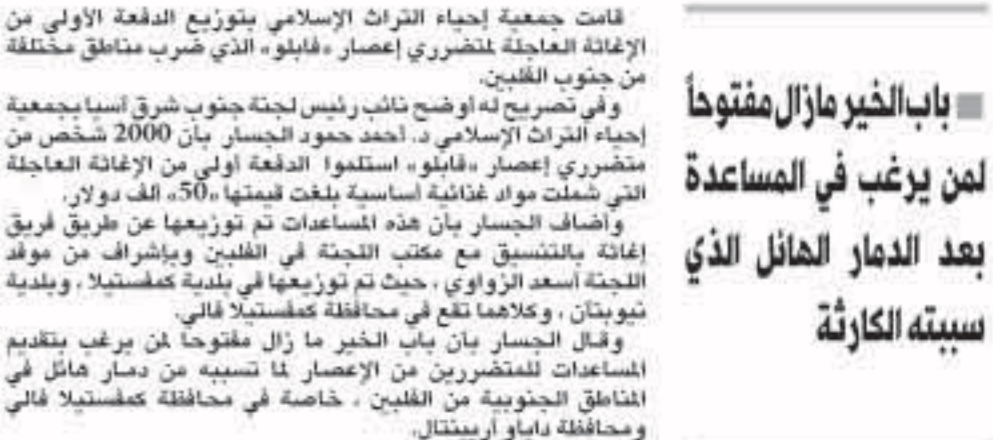 ■ باب الخير مازال مفتوحاً
لمن يرغب في المساعدة
بعد الدمار الهائل الذي
سببته الكارثة
قامت جمعية إحياء التراث الإسلامي بتوزيع الدفعة الأولى من
الإغاثة العاجلة لمتضرري إعصار «فابلو» الذي ضرب مناطق مختلفة
من جنوب الفلبين.
وفي تصريح له أوضح نائب رئيس لجنة جنوب شرق آسيا بجمعية
إحياء التراث الإسلامي د. أحمد حمود الجسار بأن 2000 شخص من
متضرري إعصار «فابلو» استلموا الدفعة أولى من الإغاثة العاجلة
التي شملت مواد غذائية أساسية بلغت قيمتها «50» ألف دولار.
وأضاف الجسار بأن هذه المساعدات تم توزيعها عن طريق فريق
إغاثة بالتنسيق مع مكتب اللجنة في الفلبين وبإشراف من موفد
اللجنة أسعد الزواوي ، حيث تم توزيعها في بلدية كمفستيلا ، وبلدية
نيوبتان ، وكلاهما تقع في محافظة كمفستيلا فالي.
وقال الجسار بأن باب الخير ما زال مفتوحا لمن يرغب بتقديم
المساعدات للمتضررين من الإعصار لما تسببه من دمار هائل في
المناطق الجنوبية من الفلبين ، خاصة في محافظة كمفستيلا فالي
ومحافظة داباو أريينتال.